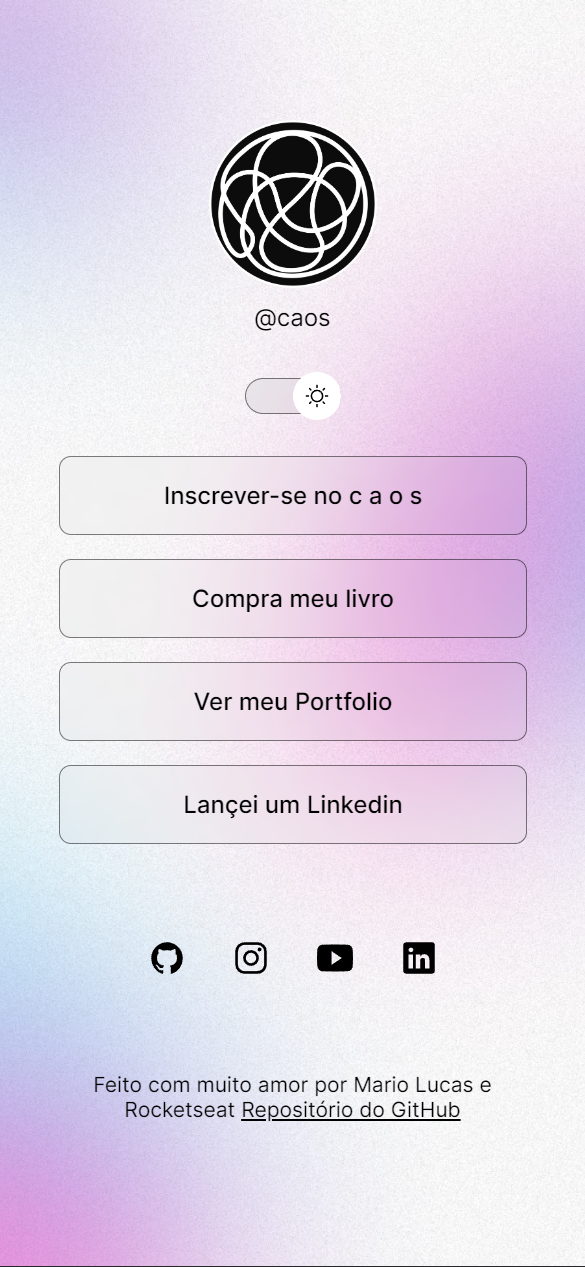 @caos
Inscrever-se no c a o s
Compra meu livro
Ver meu Portfolio
Lançei um Linkedin
in
Feito com muito amor por Mario Lucas e
Rocketseat Repositório do GitHub